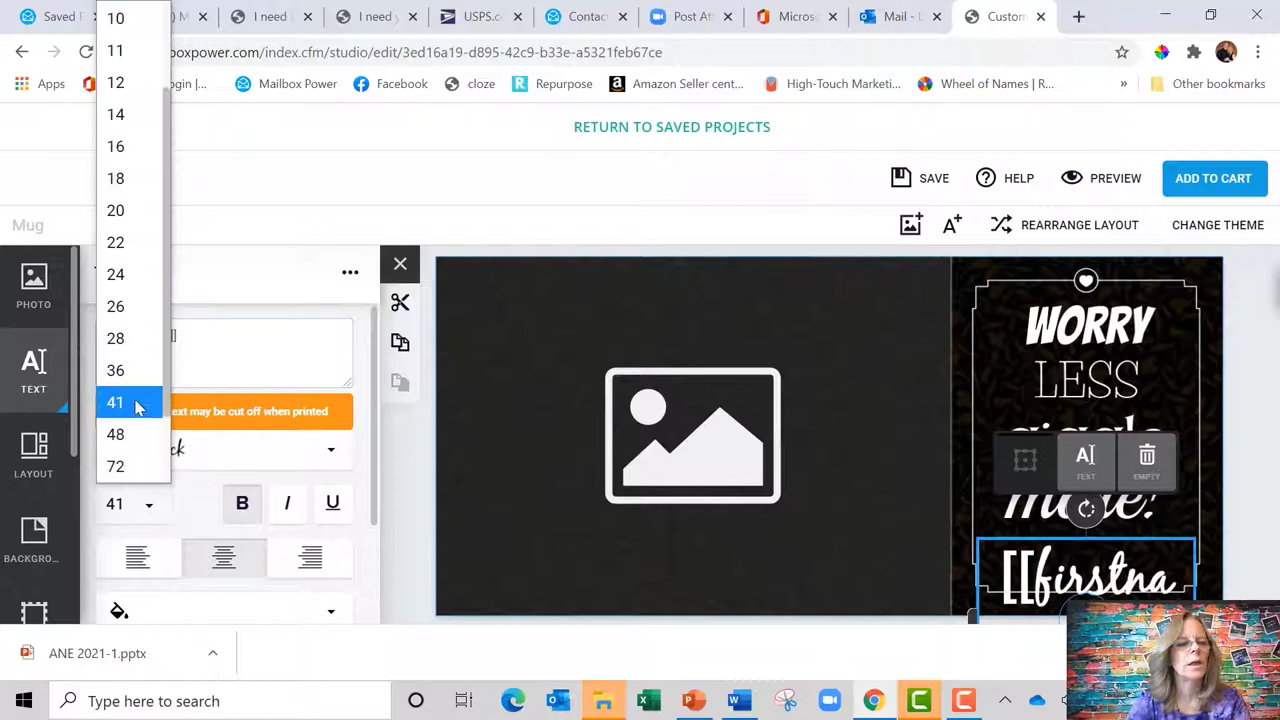 Saved
I need
I need y
USPS.c
Contac
Post Att
Micros
Mail - L
Custom
boxpower.com/index.cfm/studio/edit/3ed16a19-d895-42c9-b33e-a5321feb67ce
Apps
ogin |...
Mailbox Power
Facebook
cloze
Repurpose
Amazon Seller cent...
High-Touch Marketi...
Wheel of Names | R...
»
Other bookmarks
RETURN TO SAVED PROJECTS
SAVE
HELP
PREVIEW
ADD TO CART
Mug
REARRANGE LAYOUT
CHANGE THEME
10
11
12
14
16
18
20
22
24
26
28
36
41
48
72
PHOTO
TEXT
LAYOUT
BACKGRO...
]
text may be cut off when printed
ck
41
B I U
WORRY
LESS
more!
[[firstna
TEXT
EMPTY
ANE 2021-1.pptx
Type here to search